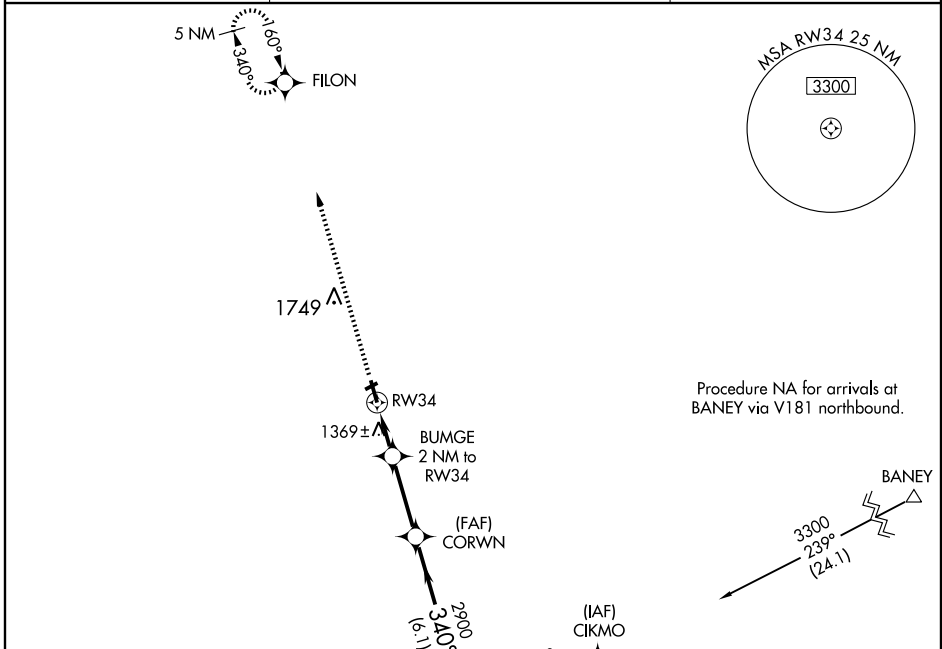 5 NM
340°
160°
FILON
MSA RW34 25 NM
3300
1749
RW34
1369±
BUMGE
2 NM to
RW34
(FAF)
CORWN
2900
340°
(6.1)
Procedure NA for arrivals at
BANEY via V181 northbound.
BANEY
3300
239°
(24.1)
(IAF)
CIKMO